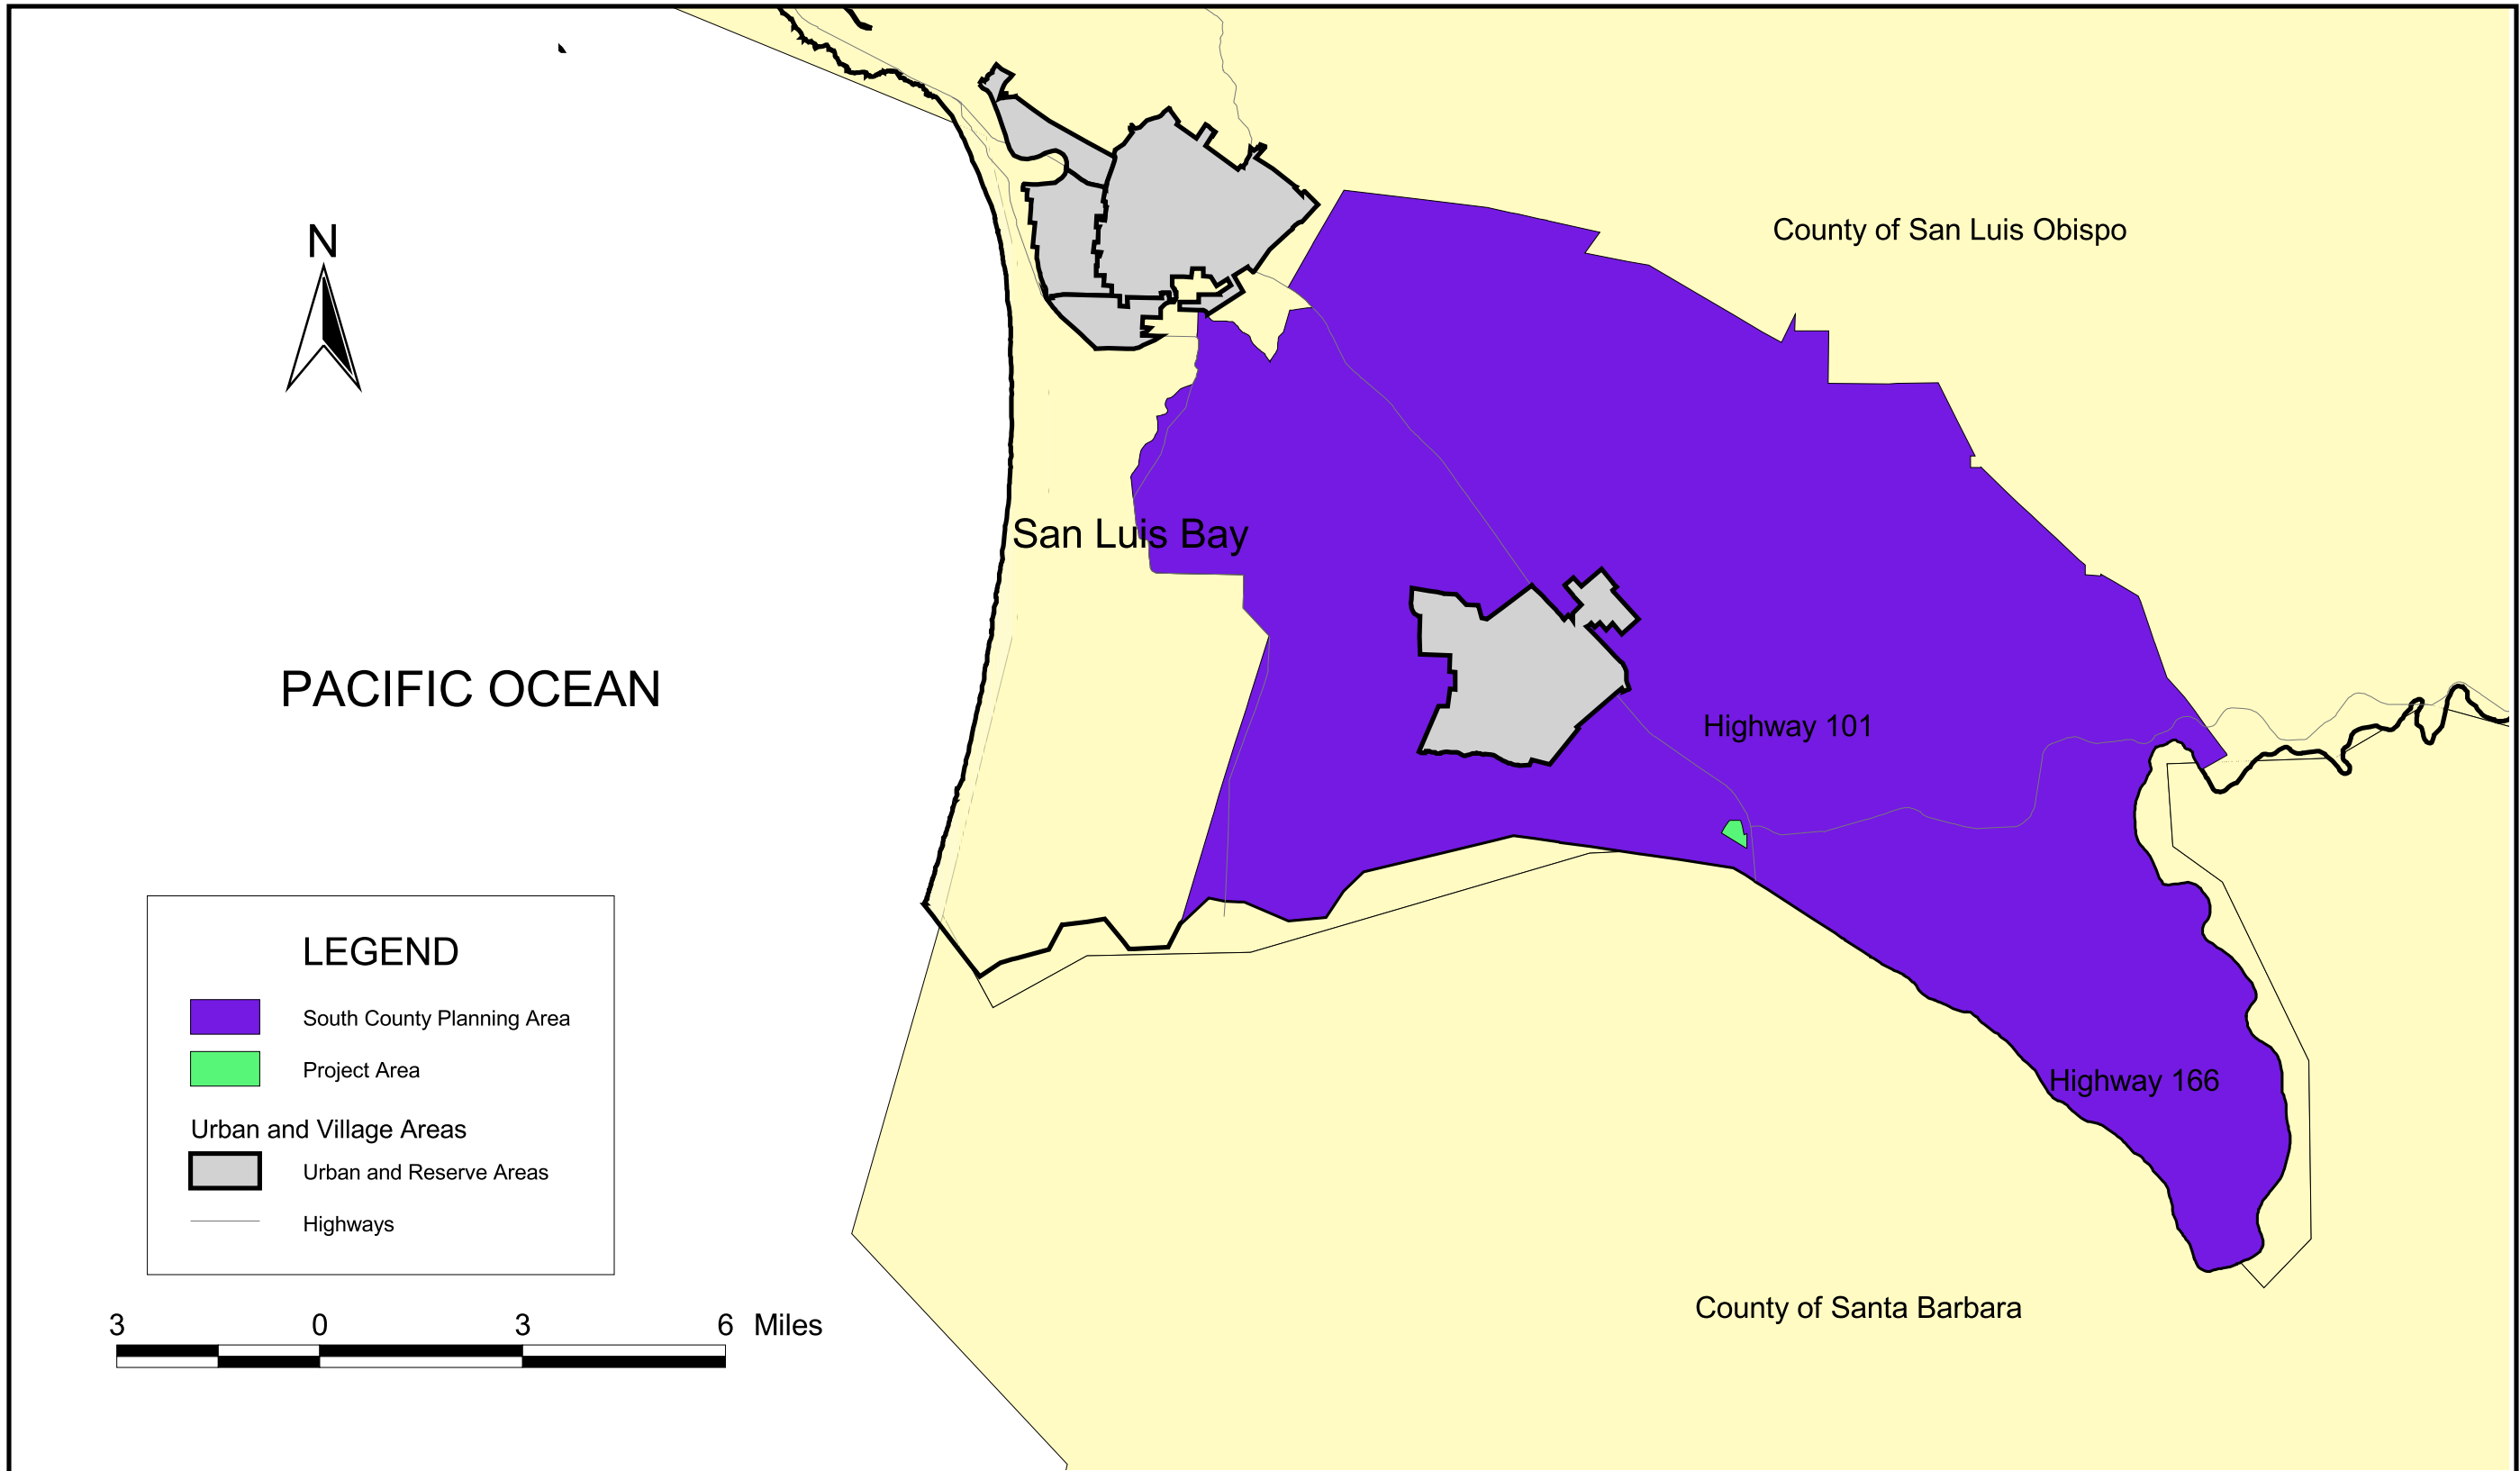 County of San Luis Obispo
N
San Luis Bay
PACIFIC OCEAN
Highway 101
LEGEND
South County Planning Area
Project Area
Urban and Village Areas
Urban and Reserve Areas
Highways
Highway 166
County of Santa Barbara
3 0 3 6 Miles